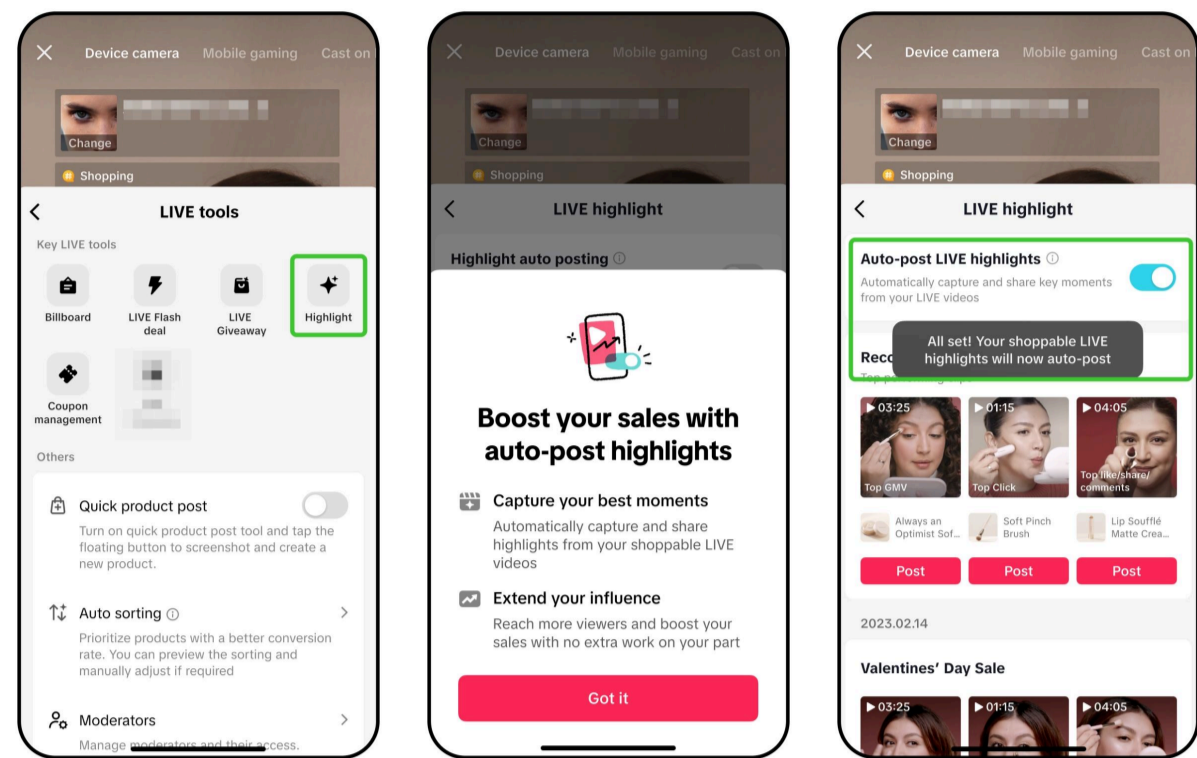 Device camera Mobile gaming Cast on
Change
Shopping
LIVE tools
Key LIVE tools
Billboard
LIVE Flash
deal
LIVE
Giveaway
Highlight
Coupon
management
Others
Quick product post
Turn on quick product post tool and tap the
floating button to screenshot and create a
new product.
Auto sorting
Prioritize products with a better conversion
rate. You can preview the sorting and
manually adjust if required
Moderators
Manage moderators and their access.
Device camera Mobile gaming Cast on
Change
Shopping
LIVE highlight
Highlight auto posting
Boost your sales with
auto-post highlights
Capture your best moments
Automatically capture and share
highlights from your shoppable LIVE
videos
Extend your influence
Reach more viewers and boost your
sales with no extra work on your part
Got it
Device camera Mobile gaming Cast on
Change
Shopping
LIVE highlight
Auto-post LIVE highlights
Automatically capture and share key moments
from your LIVE videos
All set! Your shoppable LIVE
highlights will now auto-post
03:25
Top GMV
Always an
Optimist Sof...
Post
01:15
Top Click
Soft Pinch
Brush
Post
04:05
Top like/share/
comments
Lip Soufflé
Matte Crea...
Post
2023.02.14
Valentines’ Day Sale
03:25 01:15 04:05